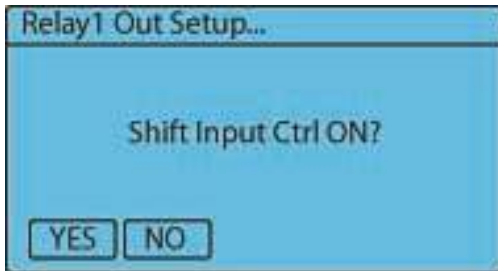 Relay1 Out Setup...
Shift Input Ctrl ON?
YES NO